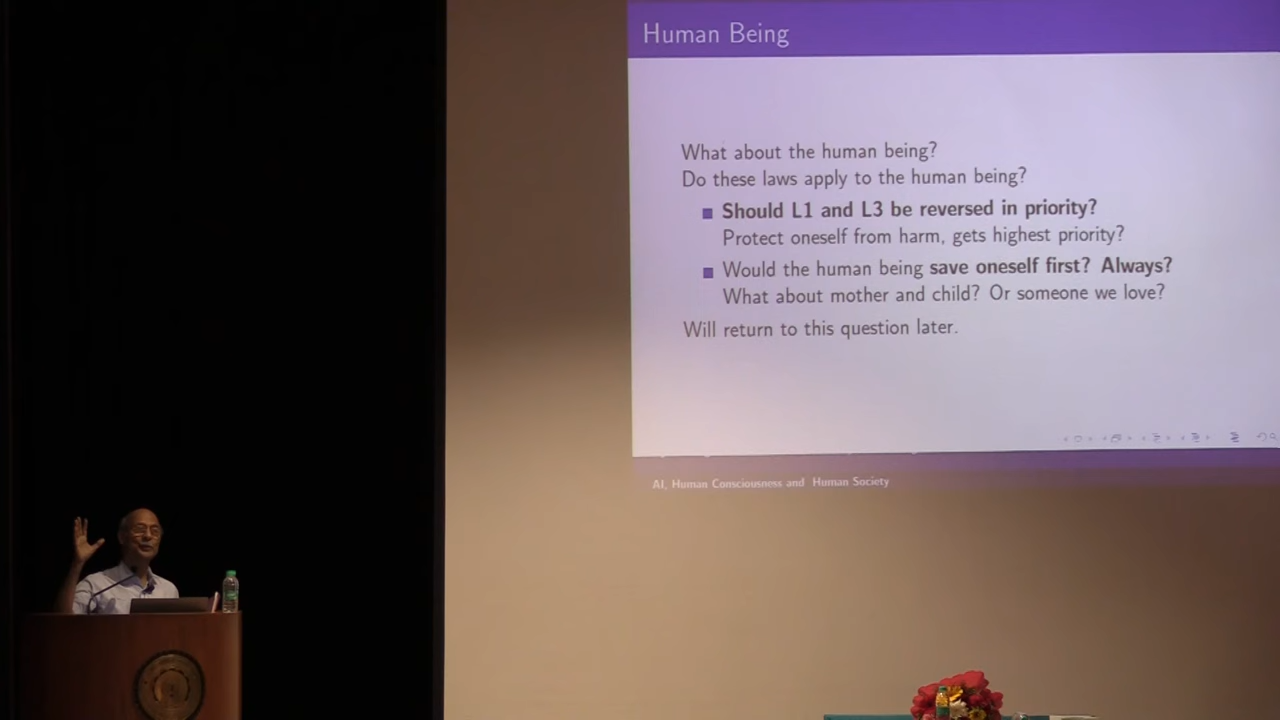 Human Being
What about the human being?
Do these laws apply to the human being?
Should L1 and L3 be reversed in priority?
Protect oneself from harm, gets highest priority?
Would the human being save oneself first? Always?
What about mother and child? Or someone we love?
Will return to this question later.
AI, Human Consciousness and Human Society